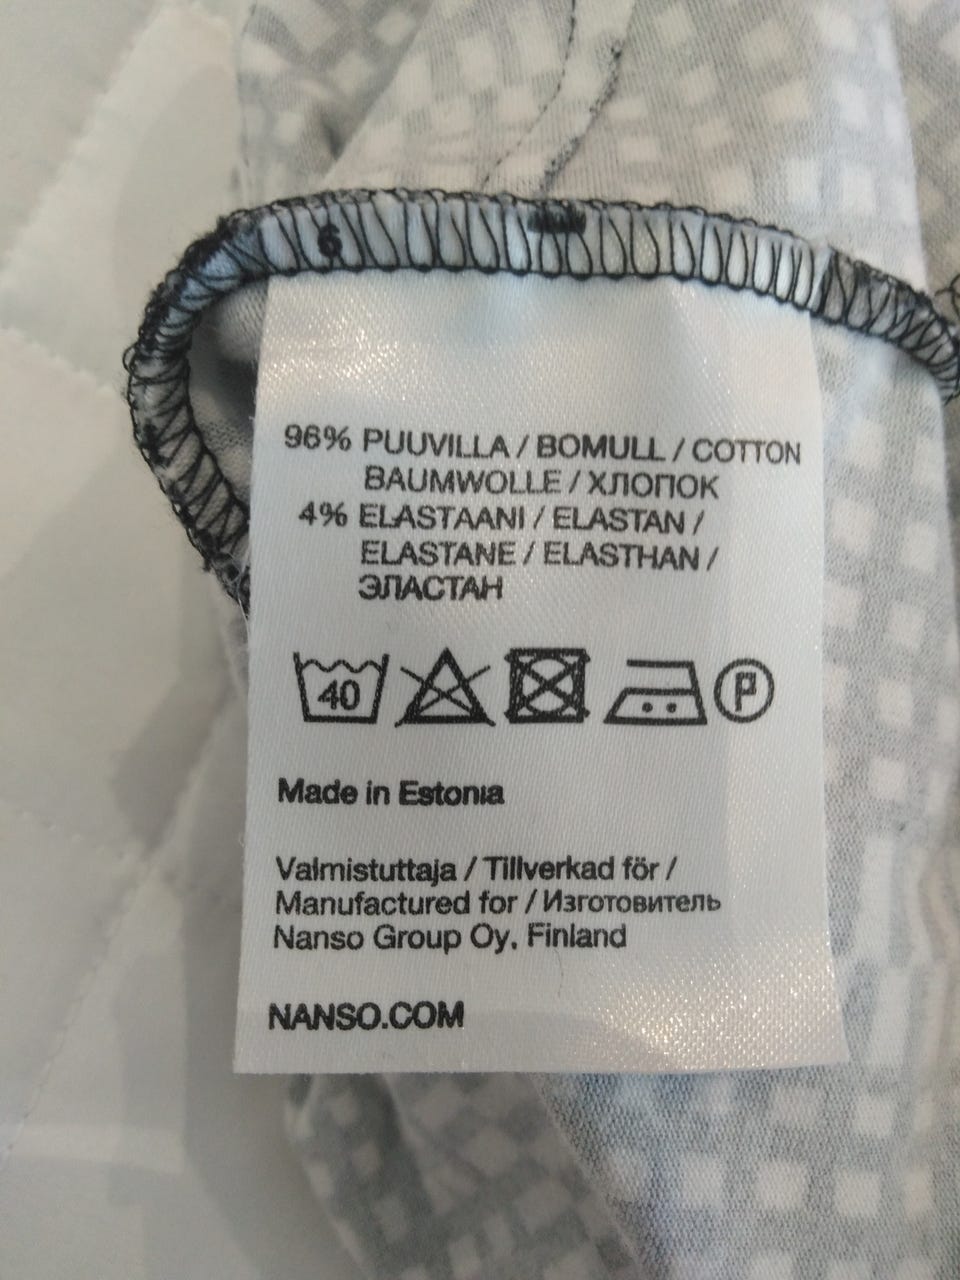 96% PUUVILLA / BOMULL / COTTON
BAUMWOLLE / ХЛОПОК
4% ELASTAANI / ELASTAN /
ELASTANE / ELASTHAN /
ЭЛАСТАН
40
P
Made in Estonia
Valmistuttaja / Tillverkad för /
Manufactured for / Изготовитель
Nanso Group Oy, Finland
NANSO.COM